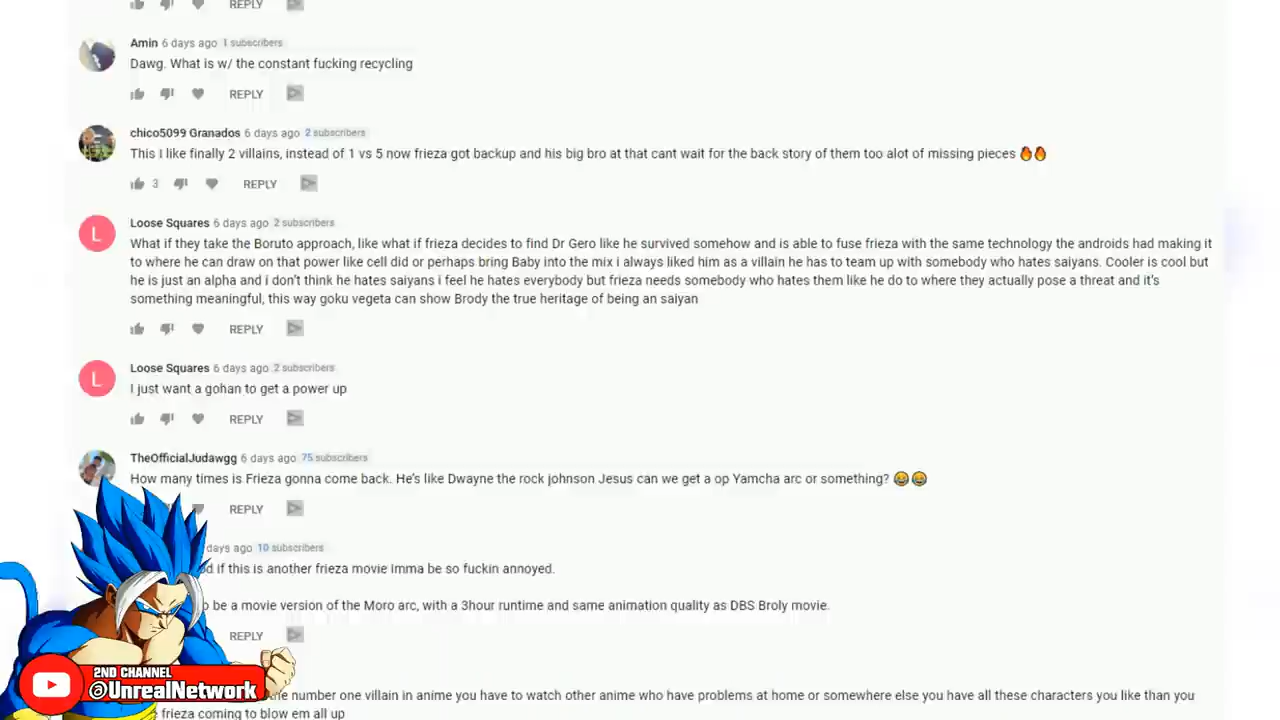 REPLY
Amin 6 days ago 1 subscribers
Dawg. What is w/ the constant fucking recycling
REPLY
chico5099 Granados 6 days ago 2 subscribers
This I like finally 2 villains, instead of 1 vs 5 now frieza got backup and his big bro at that cant wait for the back story of them too alot of missing pieces 🔥🔥
3 REPLY
L
Loose Squares 6 days ago 2 subscribers
What if they take the Boruto approach, like what if frieza decides to find Dr Gero like he survived somehow and is able to fuse frieza with the same technology the androids had making it
to where he can draw on that power like cell did or perhaps bring Baby into the mix i always liked him as a villain he has to team up with somebody who hates saiyans. Cooler is cool but
he is just an alpha and i don't think he hates saiyans i feel he hates everybody but frieza needs somebody who hates them like he do to where they actually pose a threat and it's
something meaningful, this way goku vegeta can show Brody the true heritage of being an saiyan
REPLY
L
Loose Squares 6 days ago 2 subscribers
I just want a gohan to get a power up
REPLY
TheOfficialJudawgg 6 days ago 75 subscribers
How many times is Frieza gonna come back. He's like Dwayne the rock johnson Jesus can we get a op Yamcha arc or something? 😂😂
REPLY
days ago 10 subscribers
if this is another frieza movie Imma be so fuckin annoyed.
be a movie version of the Moro arc, with a 3hour runtime and same animation quality as DBS Broly movie.
REPLY
number one villain in anime you have to watch other anime who have problems at home or somewhere else you have all these characters you like than you
frieza coming to blow em all up
2ND CHANNEL
@UnrealNetwork